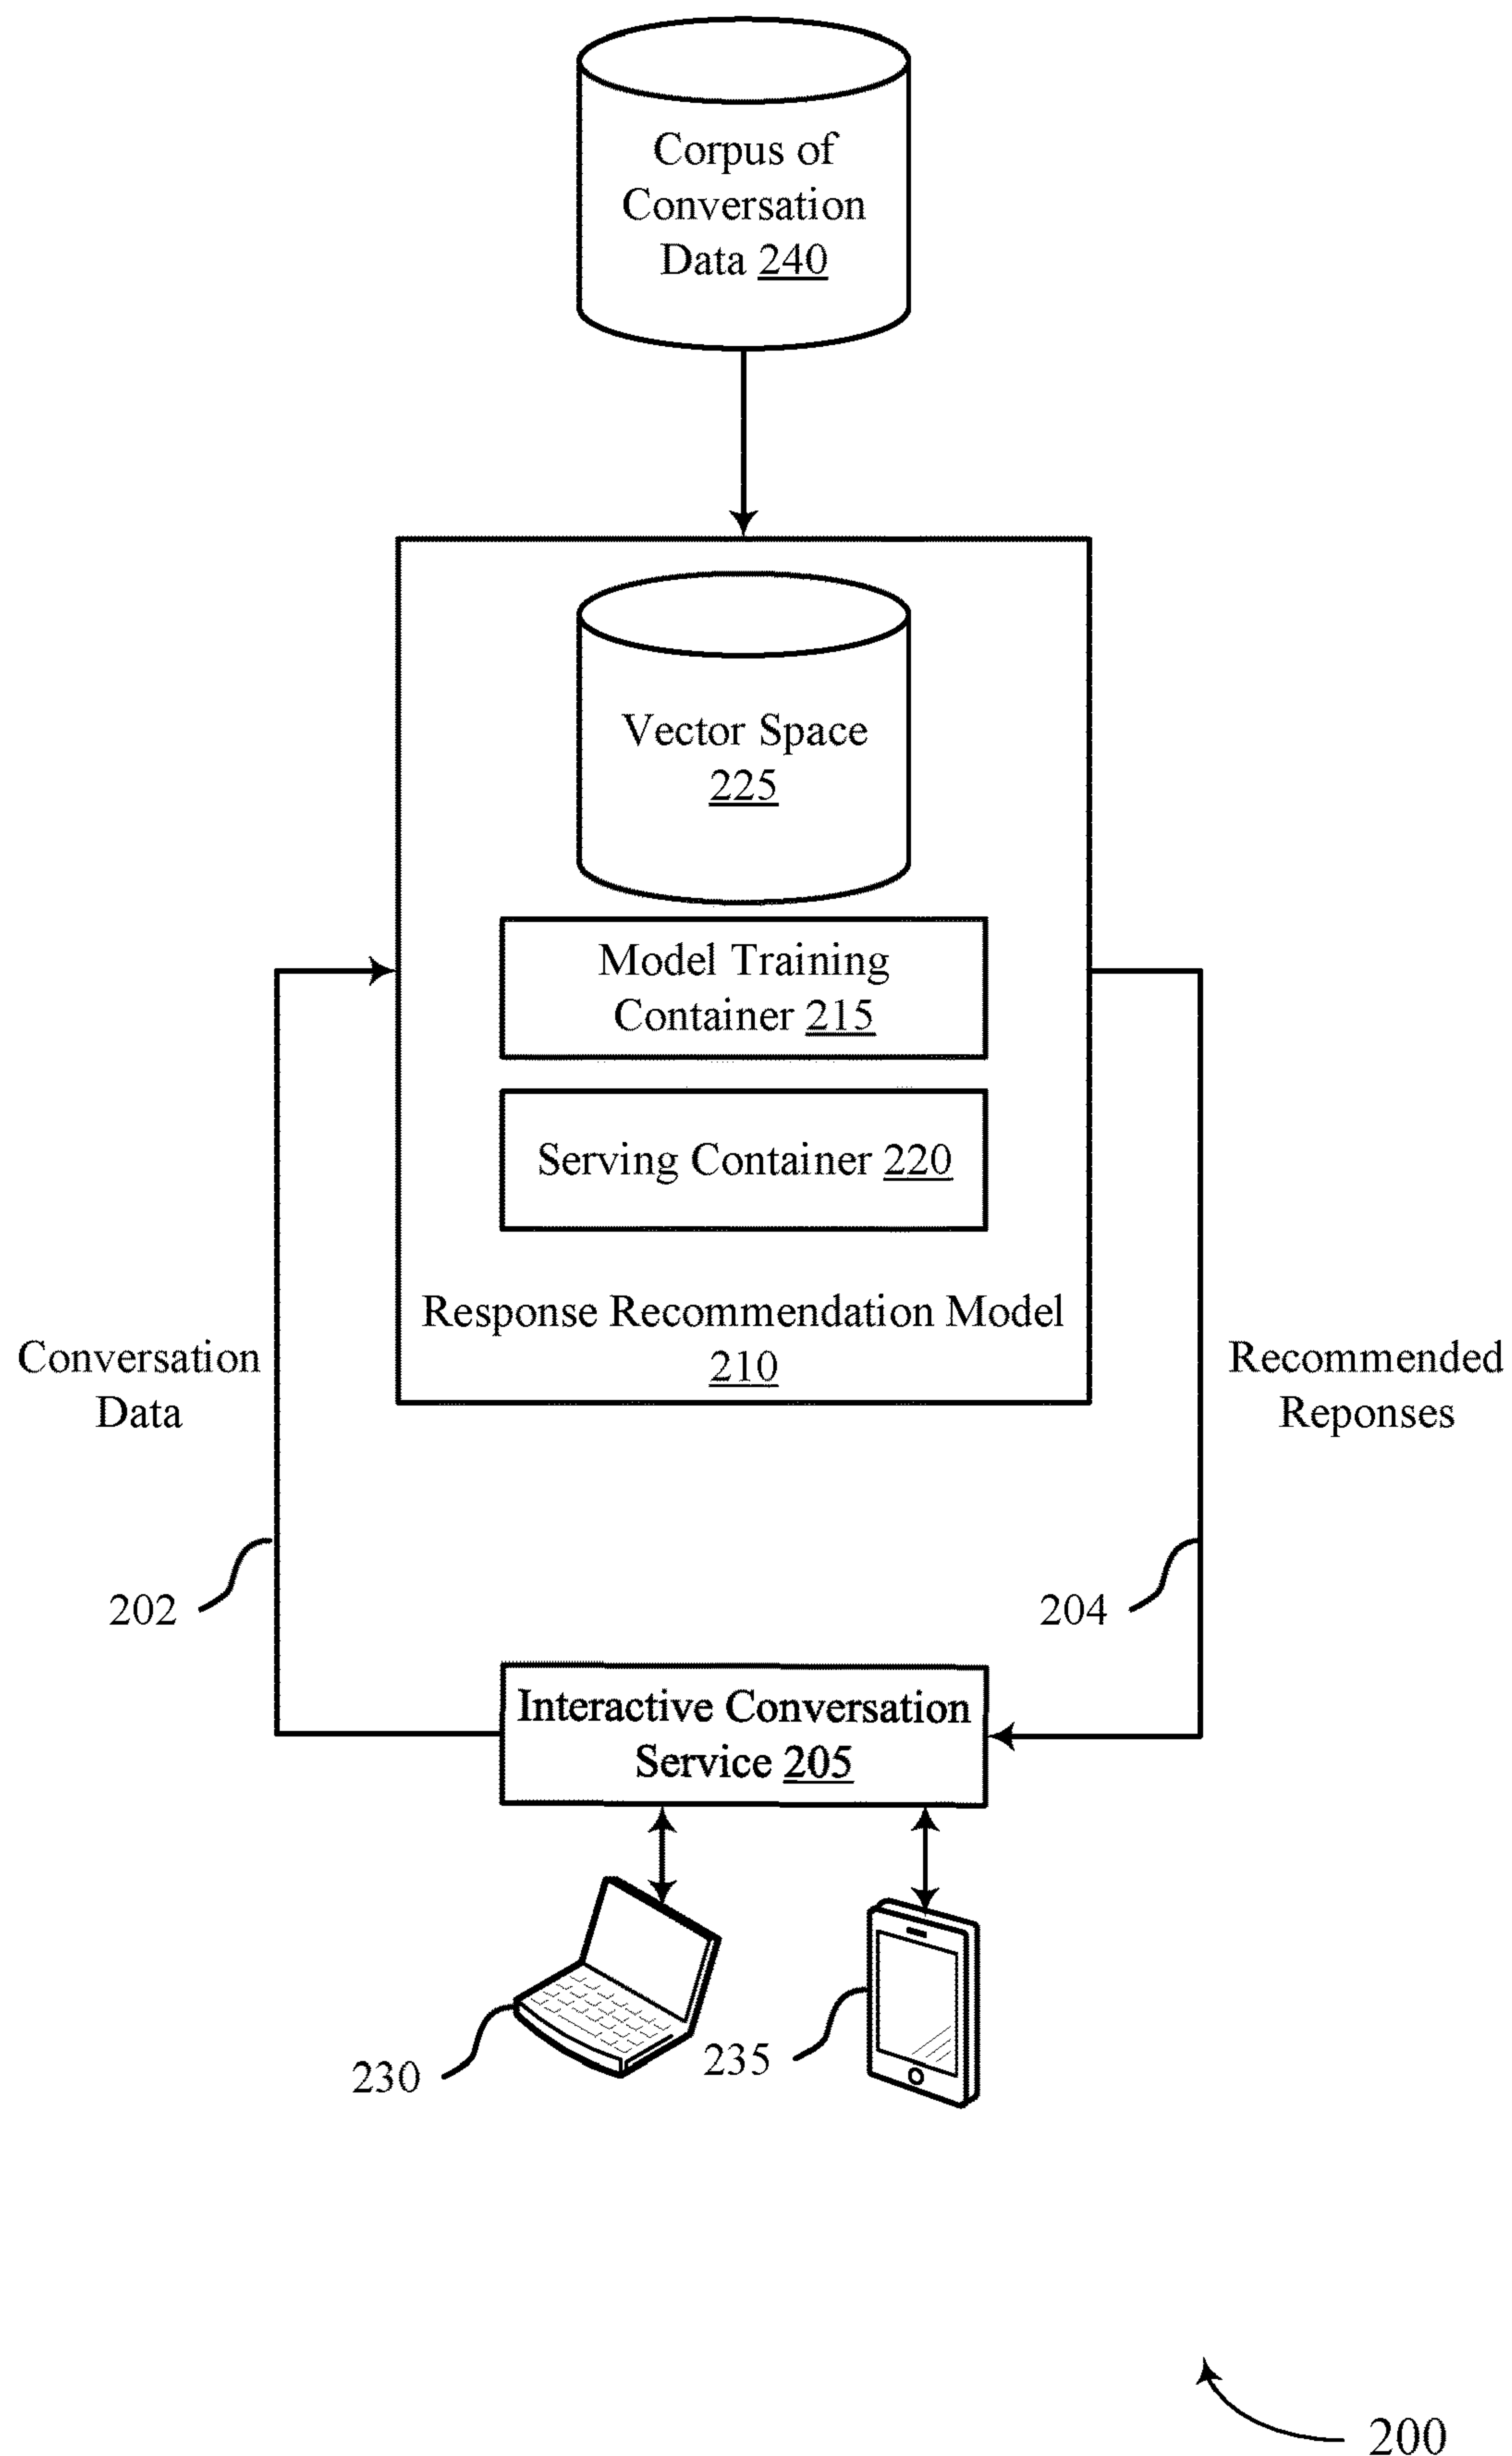 Corpus of
Conversation
Data 240
Vector Space
225
Model Training
Container 215
Serving Container 220
Response Recommendation Model
210
Conversation
Data
Recommended
Reponses
202
204
Interactive Conversation
Service 205
230
235
200